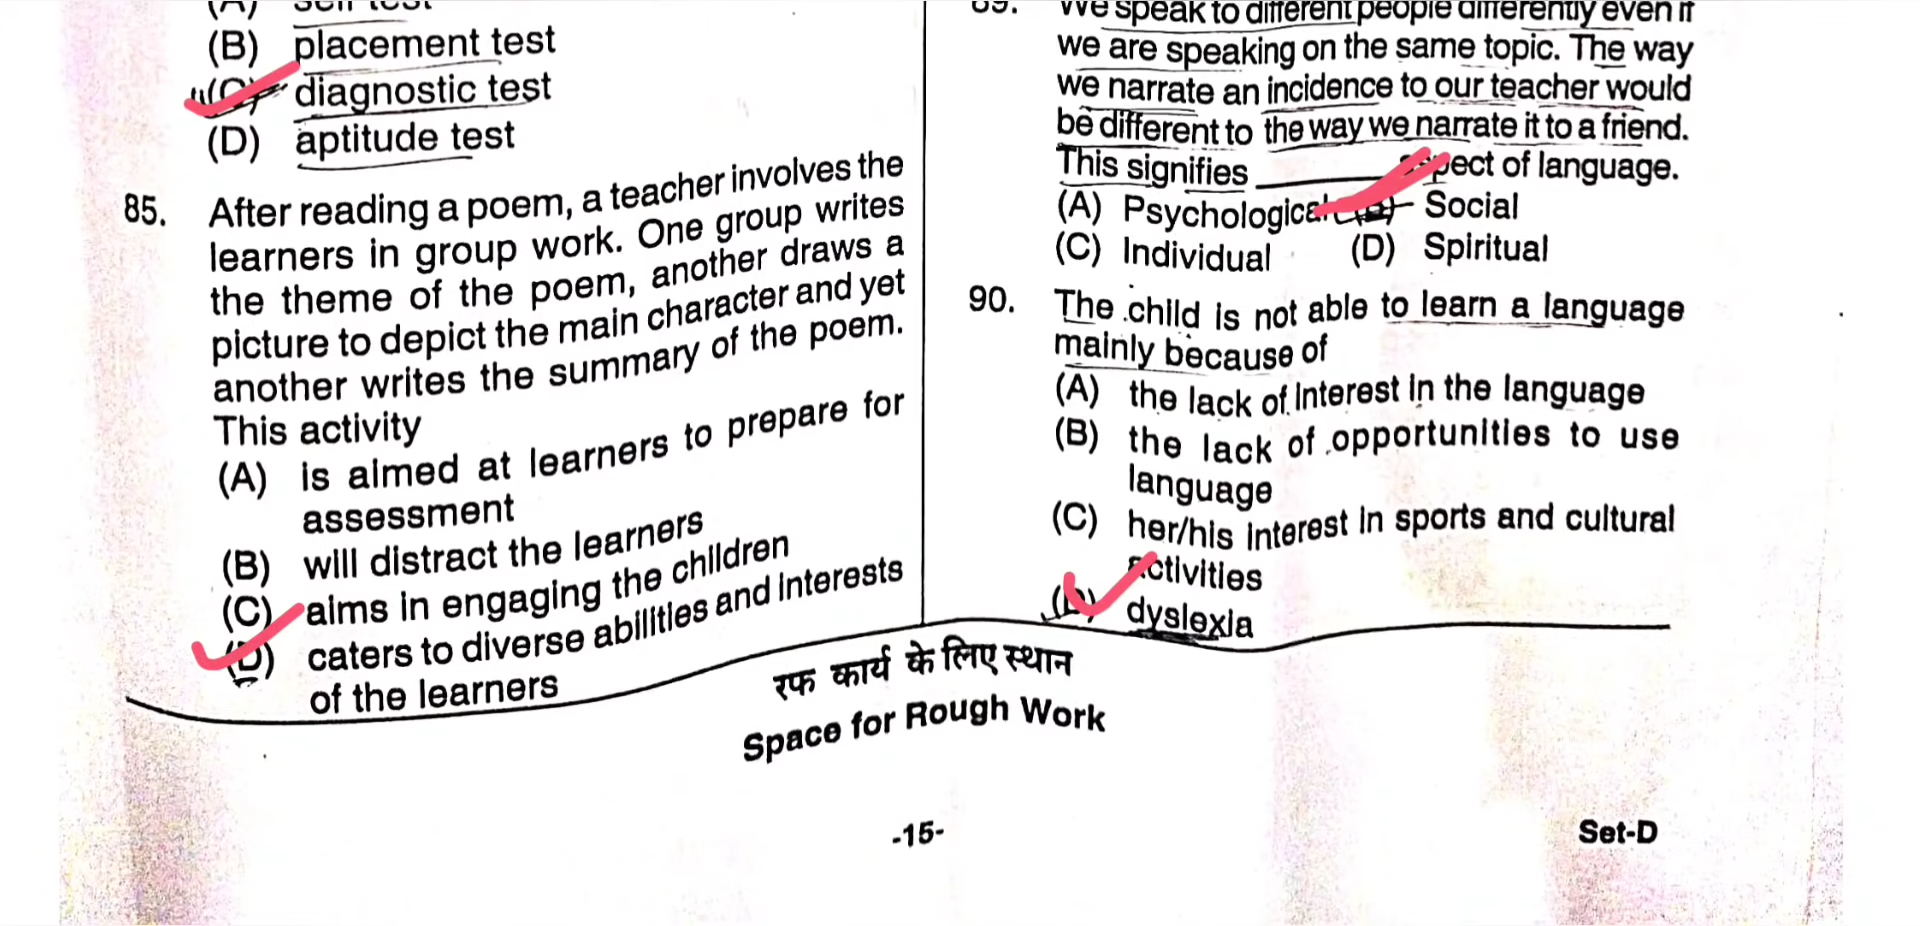 (B) placement test
(C) diagnostic test
(D) aptitude test
85. After reading a poem, a teacher involves the
learners in group work. One group writes
the theme of the poem, another draws a
picture to depict the main character and yet
another writes the summary of the poem.
This activity
(A) is aimed at learners to prepare for
assessment
(B) will distract the learners
(C) aims in engaging the children
(D) caters to diverse abilities and interests
of the learners
89. We speak to different people differently even if
we are speaking on the same topic. The way
we narrate an incidence to our teacher would
be different to the way we narrate it to a friend.
This signifies ________ aspect of language.
(A) Psychological (B) Social
(C) Individual (D) Spiritual
90. The child is not able to learn a language
mainly because of
(A) the lack of interest in the language
(B) the lack of opportunities to use
language
(C) her/his interest in sports and cultural
activities
(D) dyslexia
रफ कार्य के लिए स्थान
Space for Rough Work
-15-
Set-D